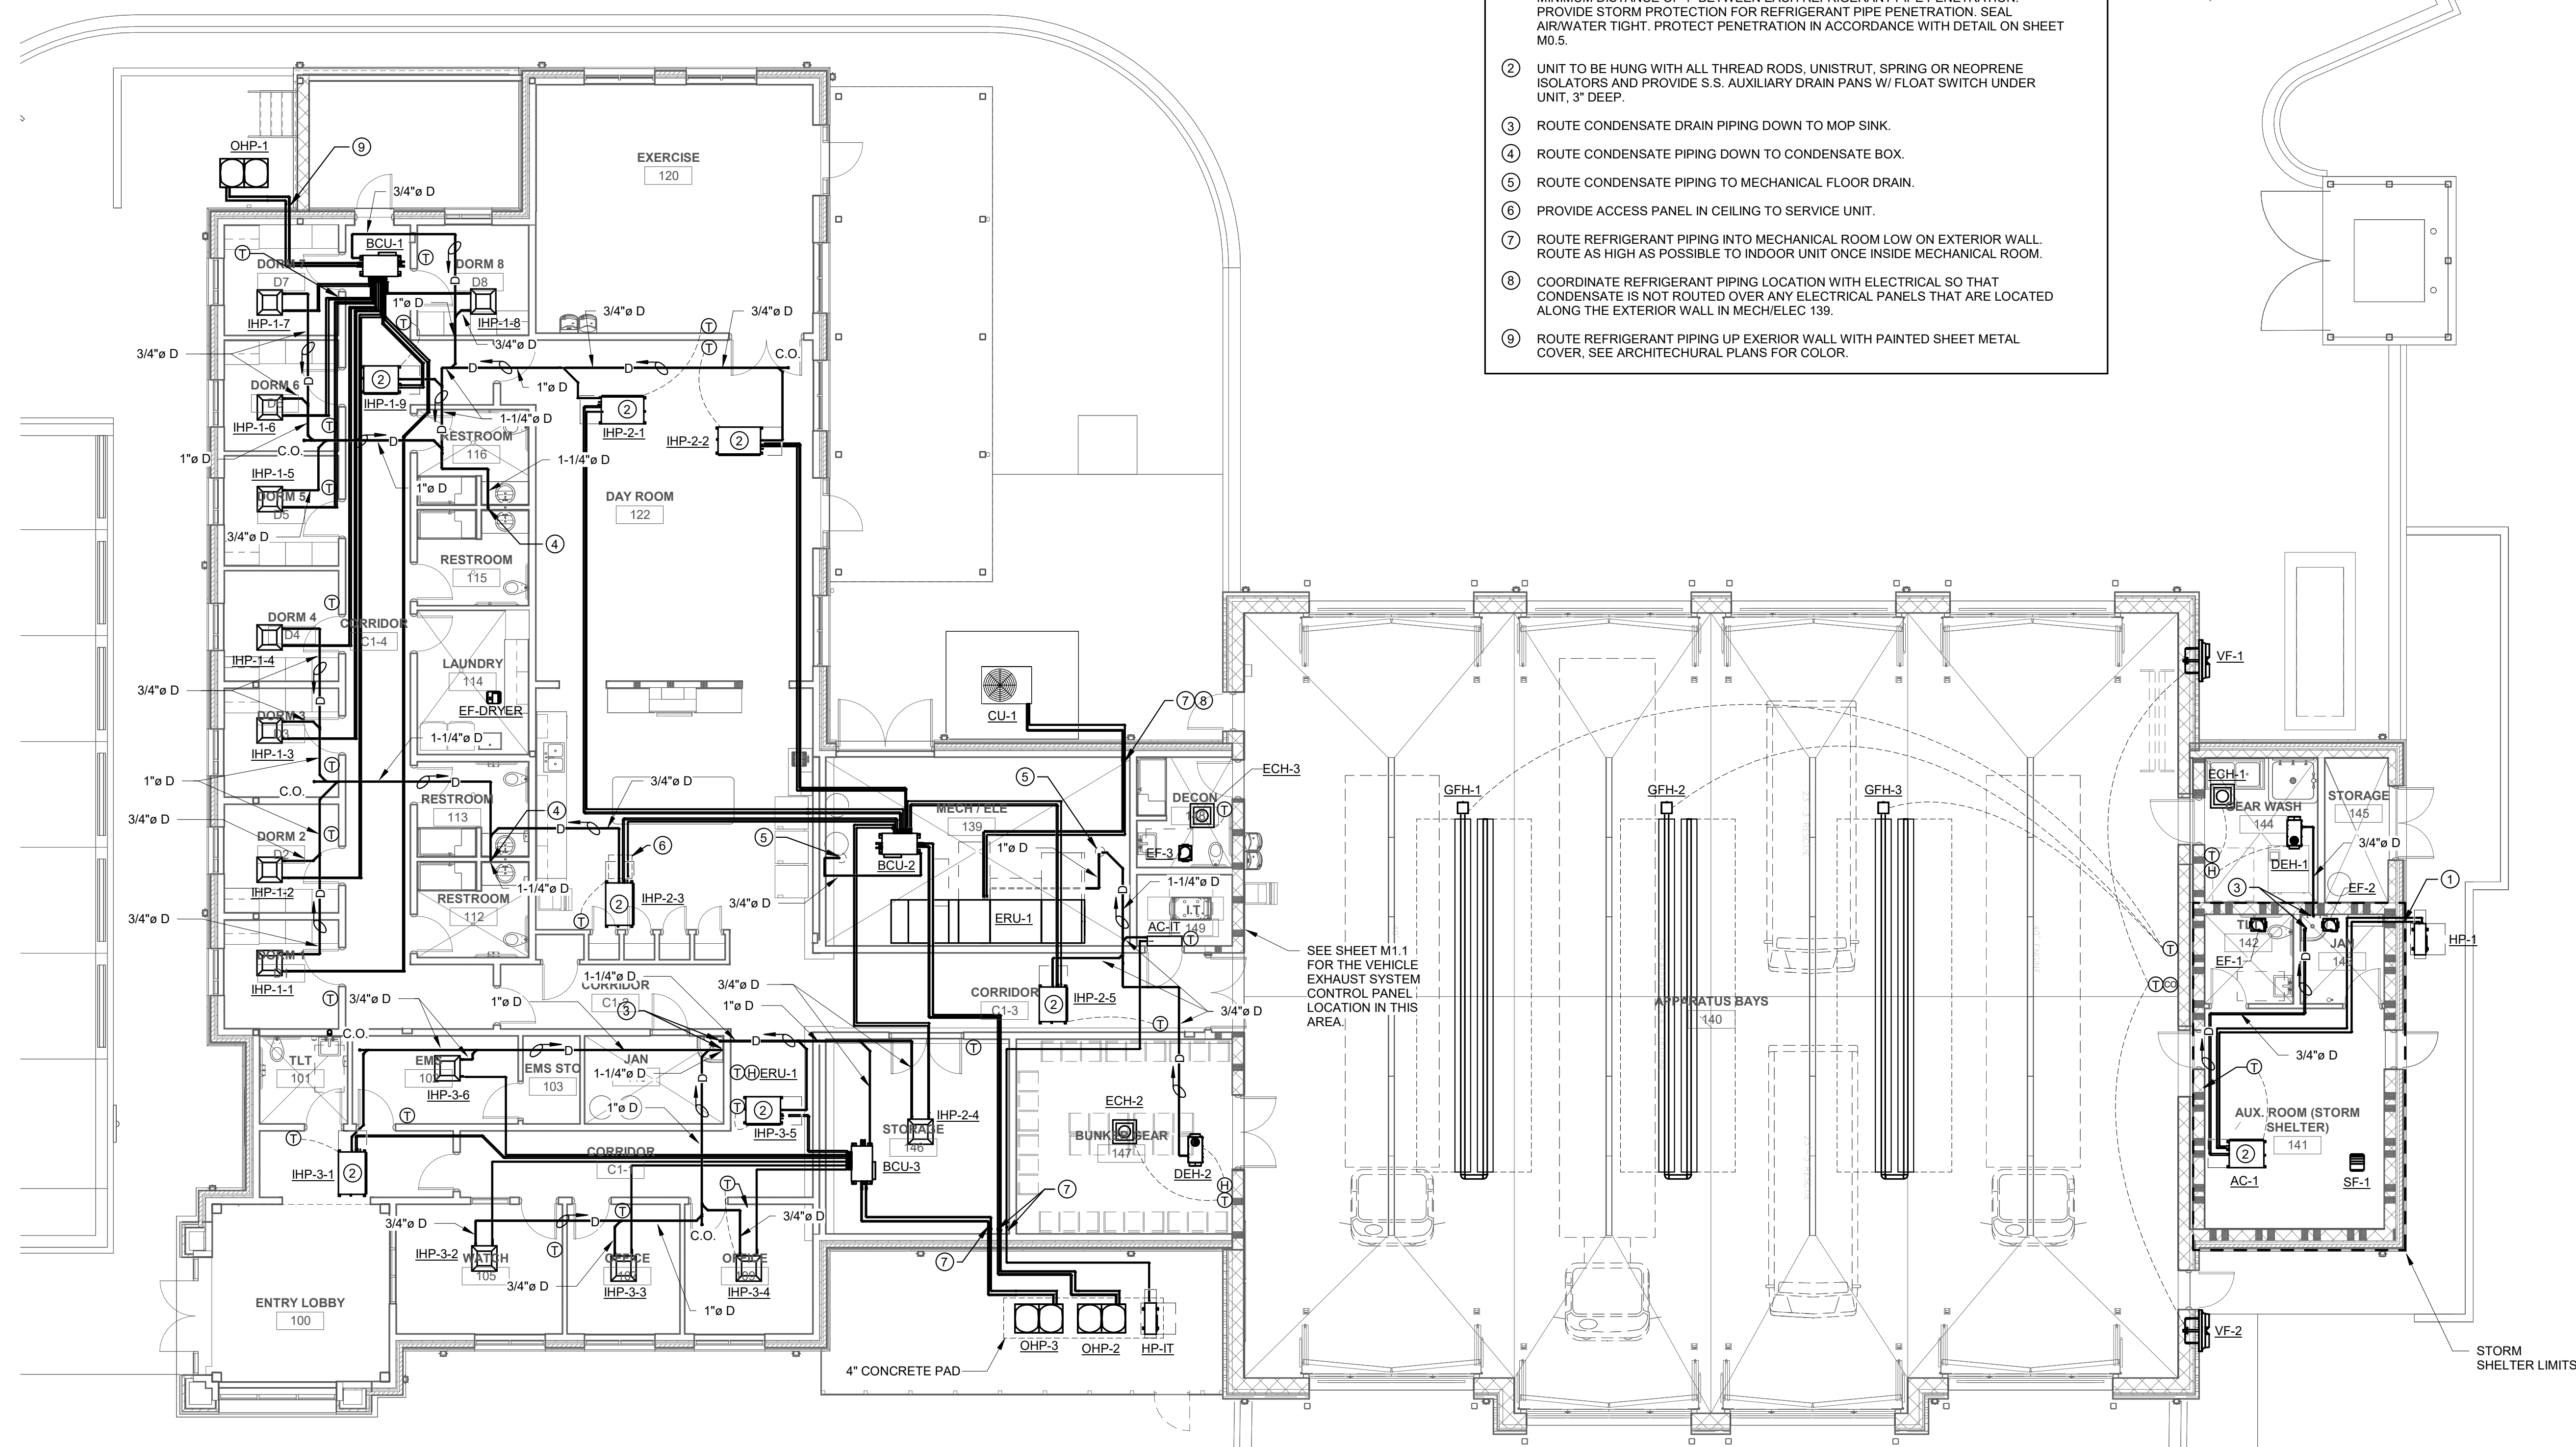 PROVIDE STORM PROTECTION FOR REFRIGERANT PIPE PENETRATION. SEAL
AIR/WATER TIGHT. PROTECT PENETRATION IN ACCORDANCE WITH DETAIL ON SHEET
M0.5.
2 UNIT TO BE HUNG WITH ALL THREAD RODS, UNISTRUT, SPRING OR NEOPRENE
ISOLATORS AND PROVIDE S.S. AUXILIARY DRAIN PANS W/ FLOAT SWITCH UNDER
UNIT, 3" DEEP.
3 ROUTE CONDENSATE DRAIN PIPING DOWN TO MOP SINK.
4 ROUTE CONDENSATE PIPING DOWN TO CONDENSATE BOX.
5 ROUTE CONDENSATE PIPING TO MECHANICAL FLOOR DRAIN.
6 PROVIDE ACCESS PANEL IN CEILING TO SERVICE UNIT.
7 ROUTE REFRIGERANT PIPING INTO MECHANICAL ROOM LOW ON EXTERIOR WALL.
ROUTE AS HIGH AS POSSIBLE TO INDOOR UNIT ONCE INSIDE MECHANICAL ROOM.
8 COORDINATE REFRIGERANT PIPING LOCATION WITH ELECTRICAL SO THAT
CONDENSATE IS NOT ROUTED OVER ANY ELECTRICAL PANELS THAT ARE LOCATED
ALONG THE EXTERIOR WALL IN MECH/ELEC 139.
9 ROUTE REFRIGERANT PIPING UP EXERIOR WALL WITH PAINTED SHEET METAL
COVER, SEE ARCHITECHURAL PLANS FOR COLOR.
OHP-1
9
EXERCISE
120
3/4"ø D
BCU-1
T
T
DORM 7
D7
DORM 8
D8
D
1"ø D
IHP-1-7
IHP-1-8
T
3/4"ø D
3/4"ø D
3/4"ø D
T
T
C.O.
3/4"ø D
D
D
D
1"ø D
DORM 6
2
IHP-1-9
IHP-1-6
2
IHP-2-1
IHP-2-2
2
1-1/4"ø D
RESTROOM
116
T
D
D
C.O.
1"ø D
IHP-1-5
1-1/4"ø D
1"ø D
T
DORM 5
D5
DAY ROOM
122
3/4"ø D
4
RESTROOM
115
T
DORM 4
D4
CORRIDOR
C1-4
IHP-1-4
LAUNDRY
114
EF-DRYER
3/4"ø D
D
DORM 3
D3
IHP-1-3
1-1/4"ø D
T
1"ø D
C.O.
D
3/4"ø D
RESTROOM
113
4
D
3/4"ø D
DORM 2
D2
T
IHP-1-2
1-1/4"ø D
6
2
IHP-2-3
T
RESTROOM
112
3/4"ø D
D
DORM 1
IHP-1-1
T
CU-1
7 8
5
5
MECH / ELE
139
BCU-2
1"ø D
3/4"ø D
ERU-1
ECH-3
DECON
T
EF-3
D
1-1/4"ø D
I.T.
149
AC-IT
T
SEE SHEET M1.1
FOR THE VEHICLE
EXHAUST SYSTEM
CONTROL PANEL
LOCATION IN THIS
AREA.
CORRIDOR
C1-3
2
IHP-2-5
3/4"ø D
T
1-1/4"ø D
3/4"ø D
1"ø D
CORRIDOR
3
3/4"ø D
1"ø D
C.O.
TLT
101
IHP-3-6
T
D
EMS STO
103
JAN
1-1/4"ø D
D
D
T H ERU-1
T
2
IHP-3-5
T
IHP-2-4
STORAGE
146
1"ø D
BCU-3
ECH-2
BUNKER GEAR
147
D
DEH-2
H
T
T
IHP-3-1
2
CORRIDOR
3/4"ø D
D
T
T
3/4"ø D
C.O.
T
IHP-3-2
WATCH
105
3/4"ø D
OFFICE
IHP-3-3
OFFICE
IHP-3-4
1"ø D
ENTRY LOBBY
100
7
7
OHP-3
OHP-2
HP-IT
4" CONCRETE PAD
GFH-1
GFH-2
GFH-3
APPARATUS BAYS
140
T
T CO
VF-1
VF-2
EGH-1
GEAR WASH
144
STORAGE
145
T
H
DEH-1
3/4"ø D
3
EF-2
1
142
JAN
EF-1
D
HP-1
D
3/4"ø D
T
AUX. ROOM (STORM
SHELTER)
141
2
AC-1
SF-1
STORM
SHELTER LIMITS